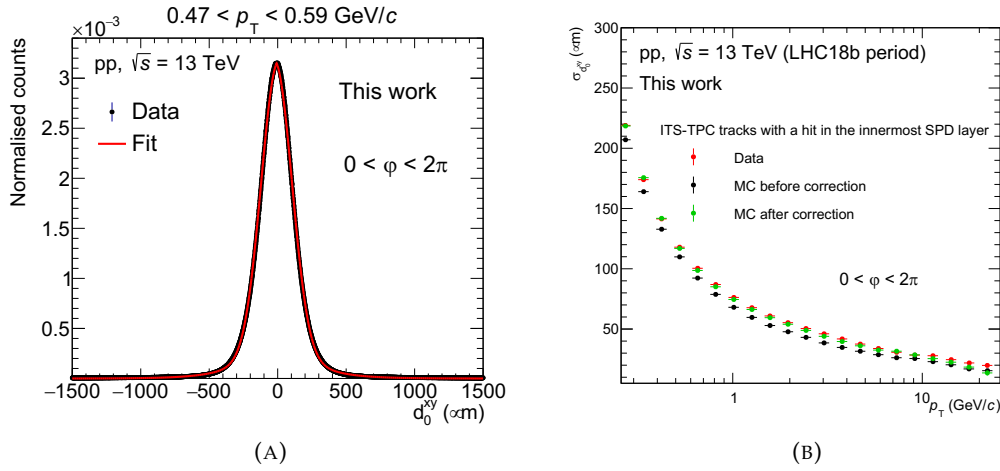 0.47 < p_T < 0.59 GeV/c
×10⁻³
Normalised counts
3
2.5
2
1.5
1
0.5
pp, √s = 13 TeV
This work
Data
Fit
0 < φ < 2π
−1500
−1000
−500
0
500
1000
1500
d₀^xy (∝m)
(A)
σ_d₀^xy (∝m)
300
250
200
150
100
50
pp, √s = 13 TeV (LHC18b period)
This work
ITS-TPC tracks with a hit in the innermost SPD layer
Data
MC before correction
MC after correction
0 < φ < 2π
1
10
p_T (GeV/c)
(B)